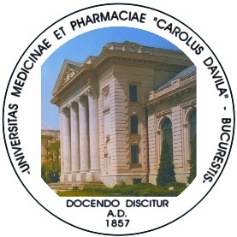 UNIVERSITAS MEDICINAE ET PHARMACIAE "CAROLUS DAVILA" - BUCURESTIS-
DOCENDO DISCITUR
A.D.
1857